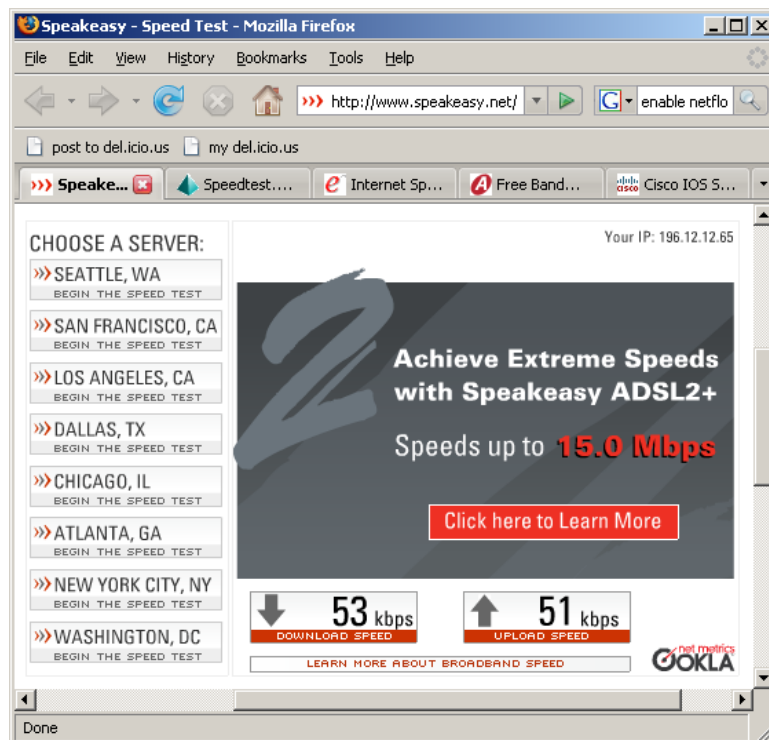 Speakeasy - Speed Test - Mozilla Firefox
File Edit View History Bookmarks Tools Help
http://www.speakeasy.net/ G enable netflo
post to del.icio.us my del.icio.us
Speake... Speedtest.... Internet Sp... Free Band... Cisco IOS S...
CHOOSE A SERVER:
SEATTLE, WA
BEGIN THE SPEED TEST
SAN FRANCISCO, CA
BEGIN THE SPEED TEST
LOS ANGELES, CA
BEGIN THE SPEED TEST
DALLAS, TX
BEGIN THE SPEED TEST
CHICAGO, IL
BEGIN THE SPEED TEST
ATLANTA, GA
BEGIN THE SPEED TEST
NEW YORK CITY, NY
BEGIN THE SPEED TEST
WASHINGTON, DC
BEGIN THE SPEED TEST
Your IP: 196.12.12.65
2
Achieve Extreme Speeds
with Speakeasy ADSL2+
Speeds up to 15.0 Mbps
Click here to Learn More
53 kbps
DOWNLOAD SPEED
51 kbps
UPLOAD SPEED
LEARN MORE ABOUT BROADBAND SPEED
net metrics
OOKLA
Done